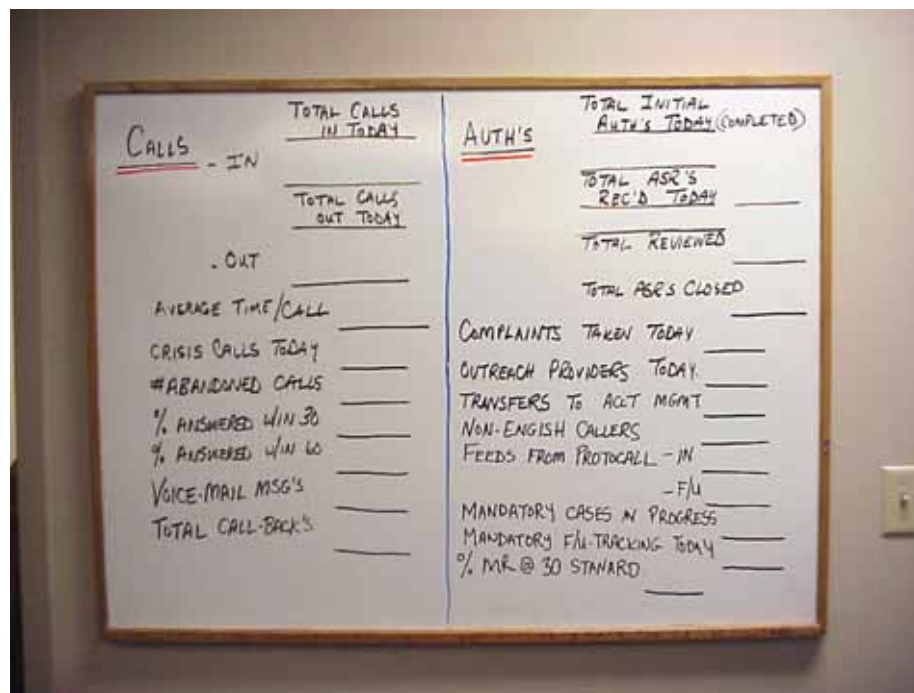 CALLS
TOTAL CALLS
IN TODAY
- IN
TOTAL CALLS
OUT TODAY
- OUT
AVERAGE TIME/CALL
CRISIS CALLS TODAY
#ABANDONED CALLS
% ANSWERED W/IN 30
% ANSWERED W/IN 60
VOICE-MAIL MSG'S
TOTAL CALL-BACK'S
AUTH'S
TOTAL INITIAL
AUTH'S TODAY (COMPLETED)
TOTAL ASR'S
REC'D TODAY
TOTAL REVIEWED
TOTAL ASRS CLOSED
COMPLAINTS TAKEN TODAY
OUTREACH PROVIDERS TODAY
TRANSFERS TO ACCT MGMT
NON-ENGISH CALLERS
FEEDS FROM PROTOCALL - IN
- F/U
MANDATORY CASES IN PROGRESS
MANDATORY F/U-TRACKING TODAY
% MR @ 30 STANARD